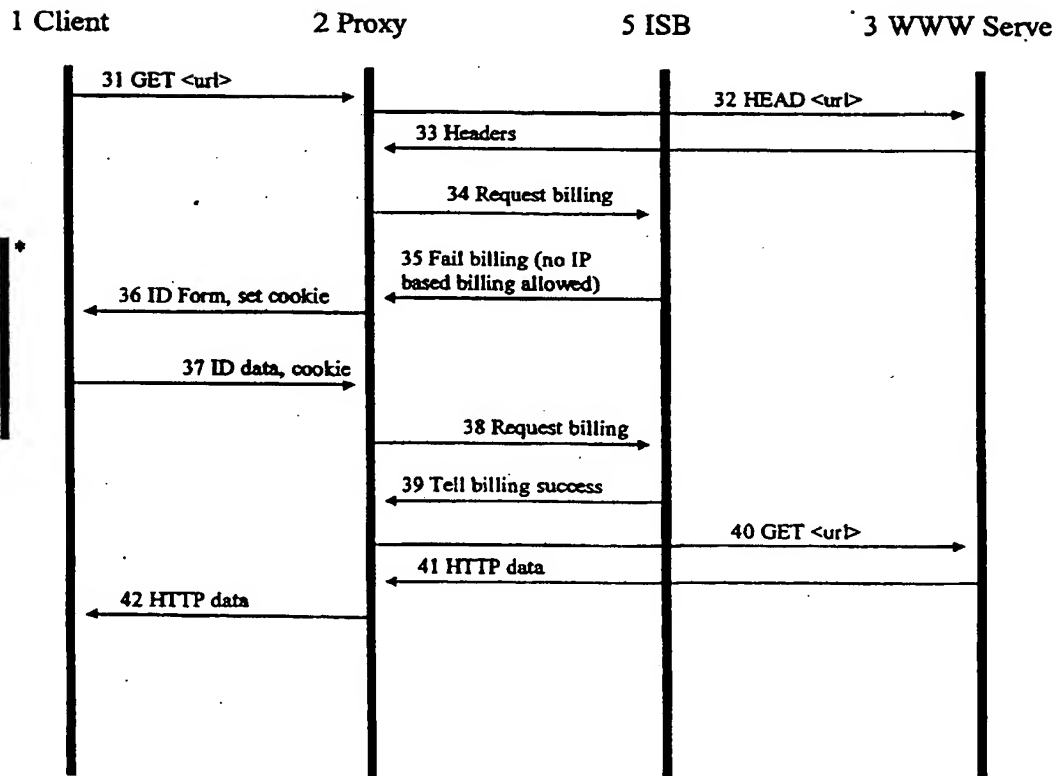 1 Client 2 Proxy 5 ISB 3 WWW Serve
31 GET <url>
32 HEAD <url>
33 Headers
34 Request billing
*
35 Fail billing (no IP
based billing allowed)
36 ID Form, set cookie
37 ID data, cookie
38 Request billing
39 Tell billing success
40 GET <url>
41 HTTP data
42 HTTP data